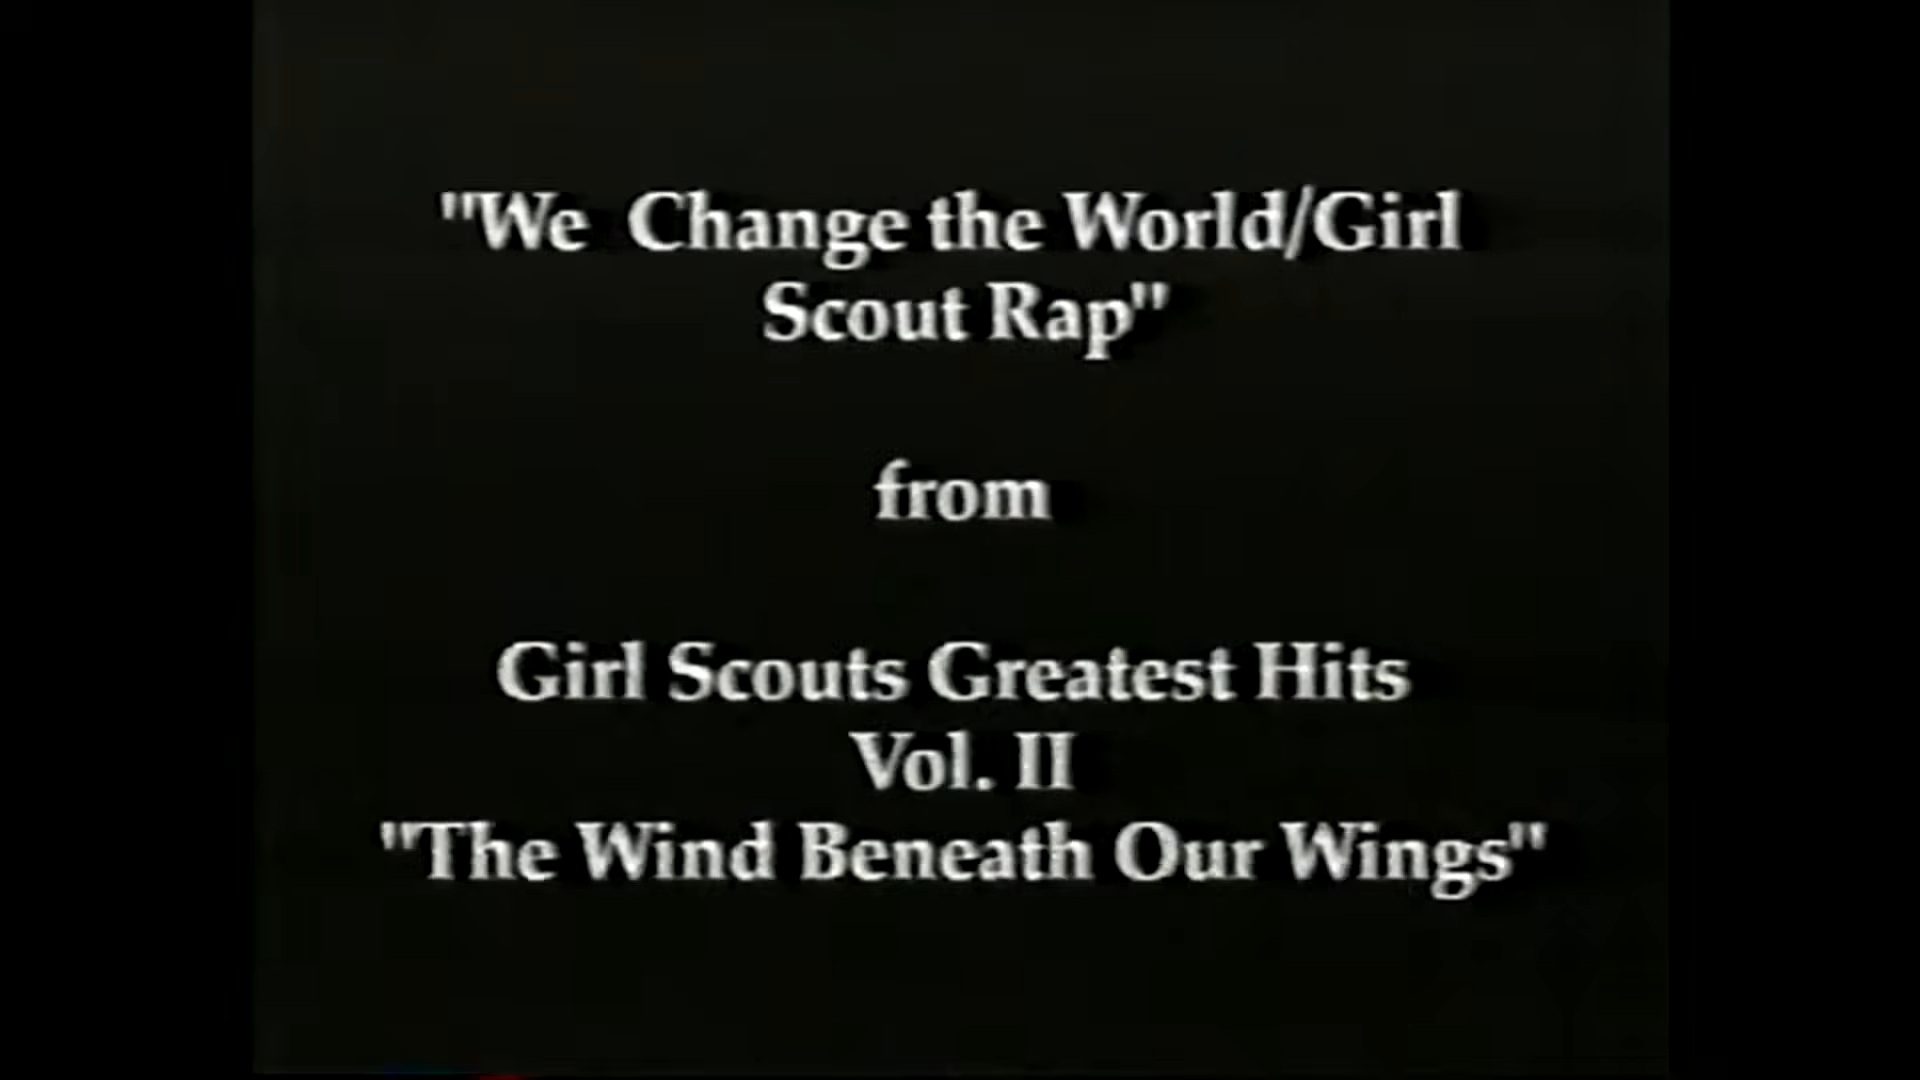 "We  Change the World/Girl
Scout Rap"
from
Girl Scouts Greatest Hits
Vol. II
"The Wind Beneath Our Wings"